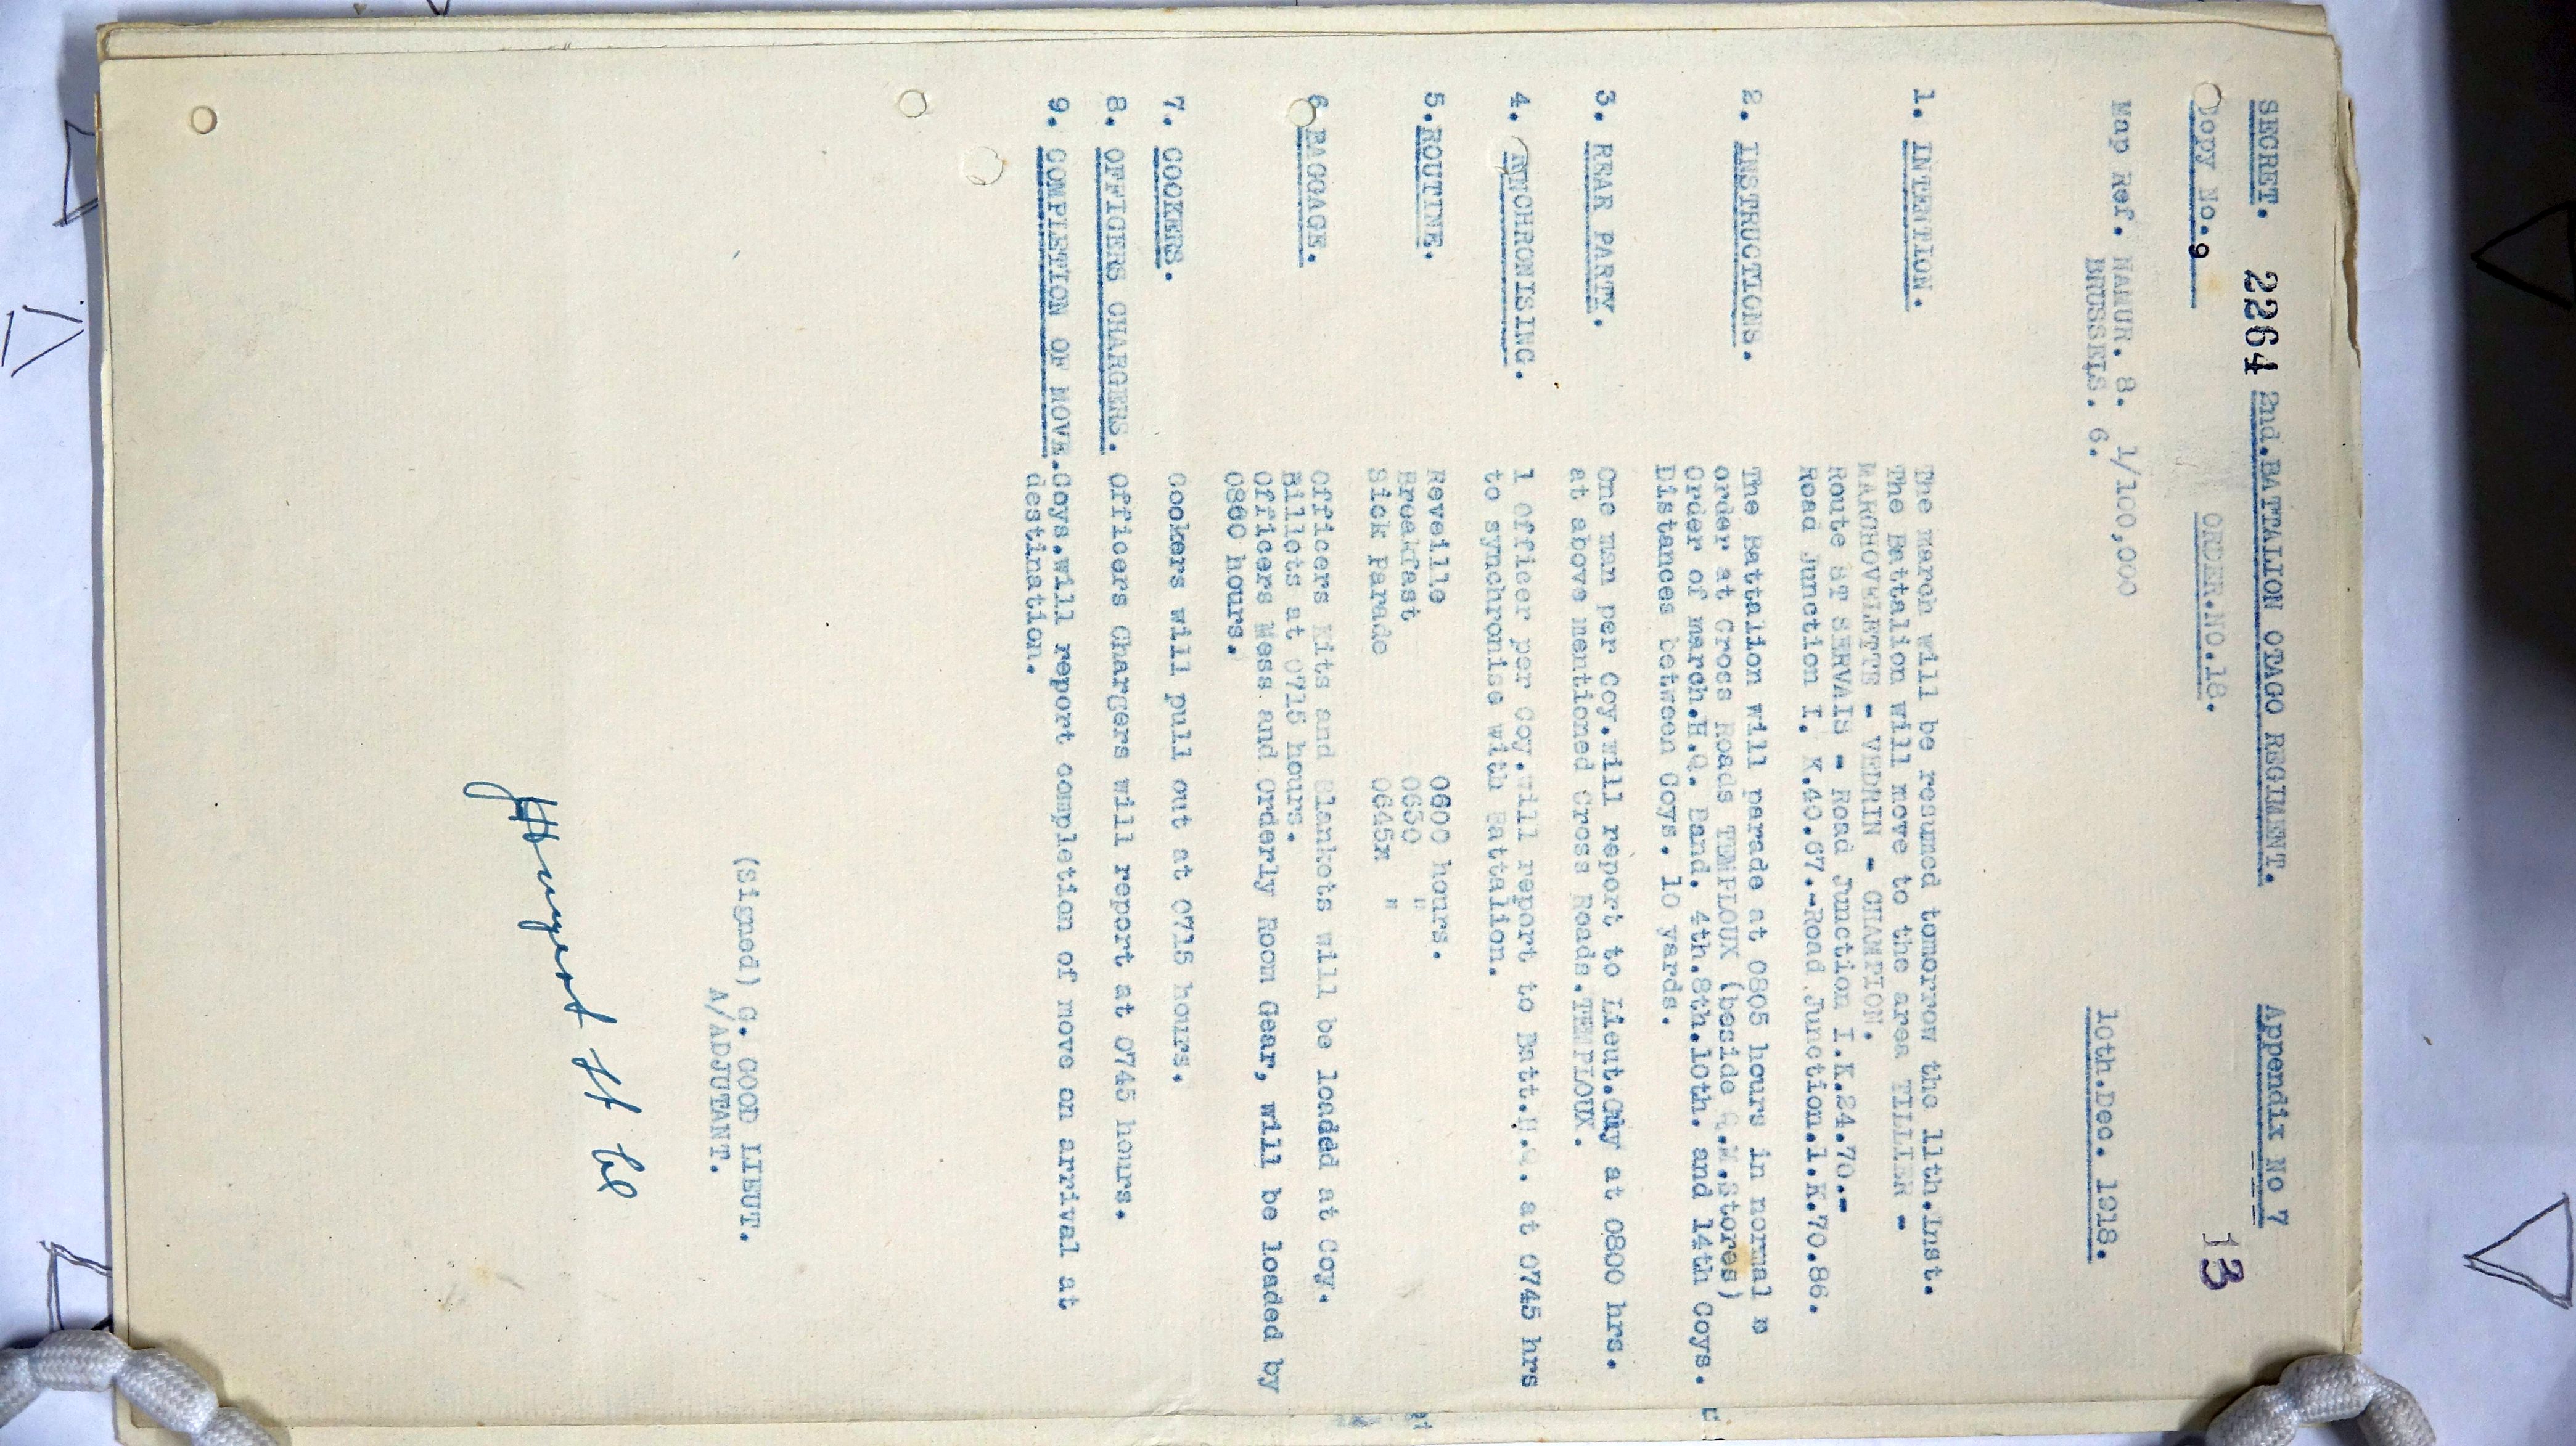 SECRET. 2264 2nd.BATTALION OTAGO REGIMENT. Appendix No 7
13
Copy No. 9 ORDER.NO.18.
10th.Dec. 1918.
Map Ref. NAMUR. 8. 1/100,000
BRUSSELS. 6.
1. INTENTION. The march will be resumed tomorrow the 11th.Inst.
The Battalion will move to the area TILLIER -
MARCHOVELETTE - VEDRIN - CHAMPION.
Route ST SERVAIS - Road Junction I.K.24.70.-
Road Junction I. K.40.67.-Road Junction.I.K.70.86.
2. INSTRUCTIONS. The Battalion will parade at 0805 hours in normal
order at Cross Roads TEMPLOUX (beside Q.M.Stores)
Order of march.H.Q. Band. 4th.8th.10th. and 14th Coys.
Distances between Coys. 10 yards.
3. REAR PARTY. One man per Coy.will report to Lieut.Guy at 0800 hrs.
at above mentioned Cross Roads.TEMPLOUX.
4. SYNCHRONISING. 1 officer per Coy.will report to Batt.H.Q. at 0745 hrs
to synchronise with Battalion.
5.ROUTINE. Reveille 0600 hours.
Breakfast 0630 "
Sick Parade 0645 "
6 BAGGAGE. Officers Kits and Blankets will be loaded at Coy.
Billets at 0715 hours.
Officers Mess and Orderly Room Gear, will be loaded by
0800 hours.
7. COOKERS. Cookers will pull out at 0715 hours.
8. OFFICERS CHARGERS. Officers Chargers will report at 0745 hours.
9. COMPLETION OF MOVE.Coys.will report completion of move on arrival at
destination.
(Signed) G. COOD LIEUT.
A/ADJUTANT.